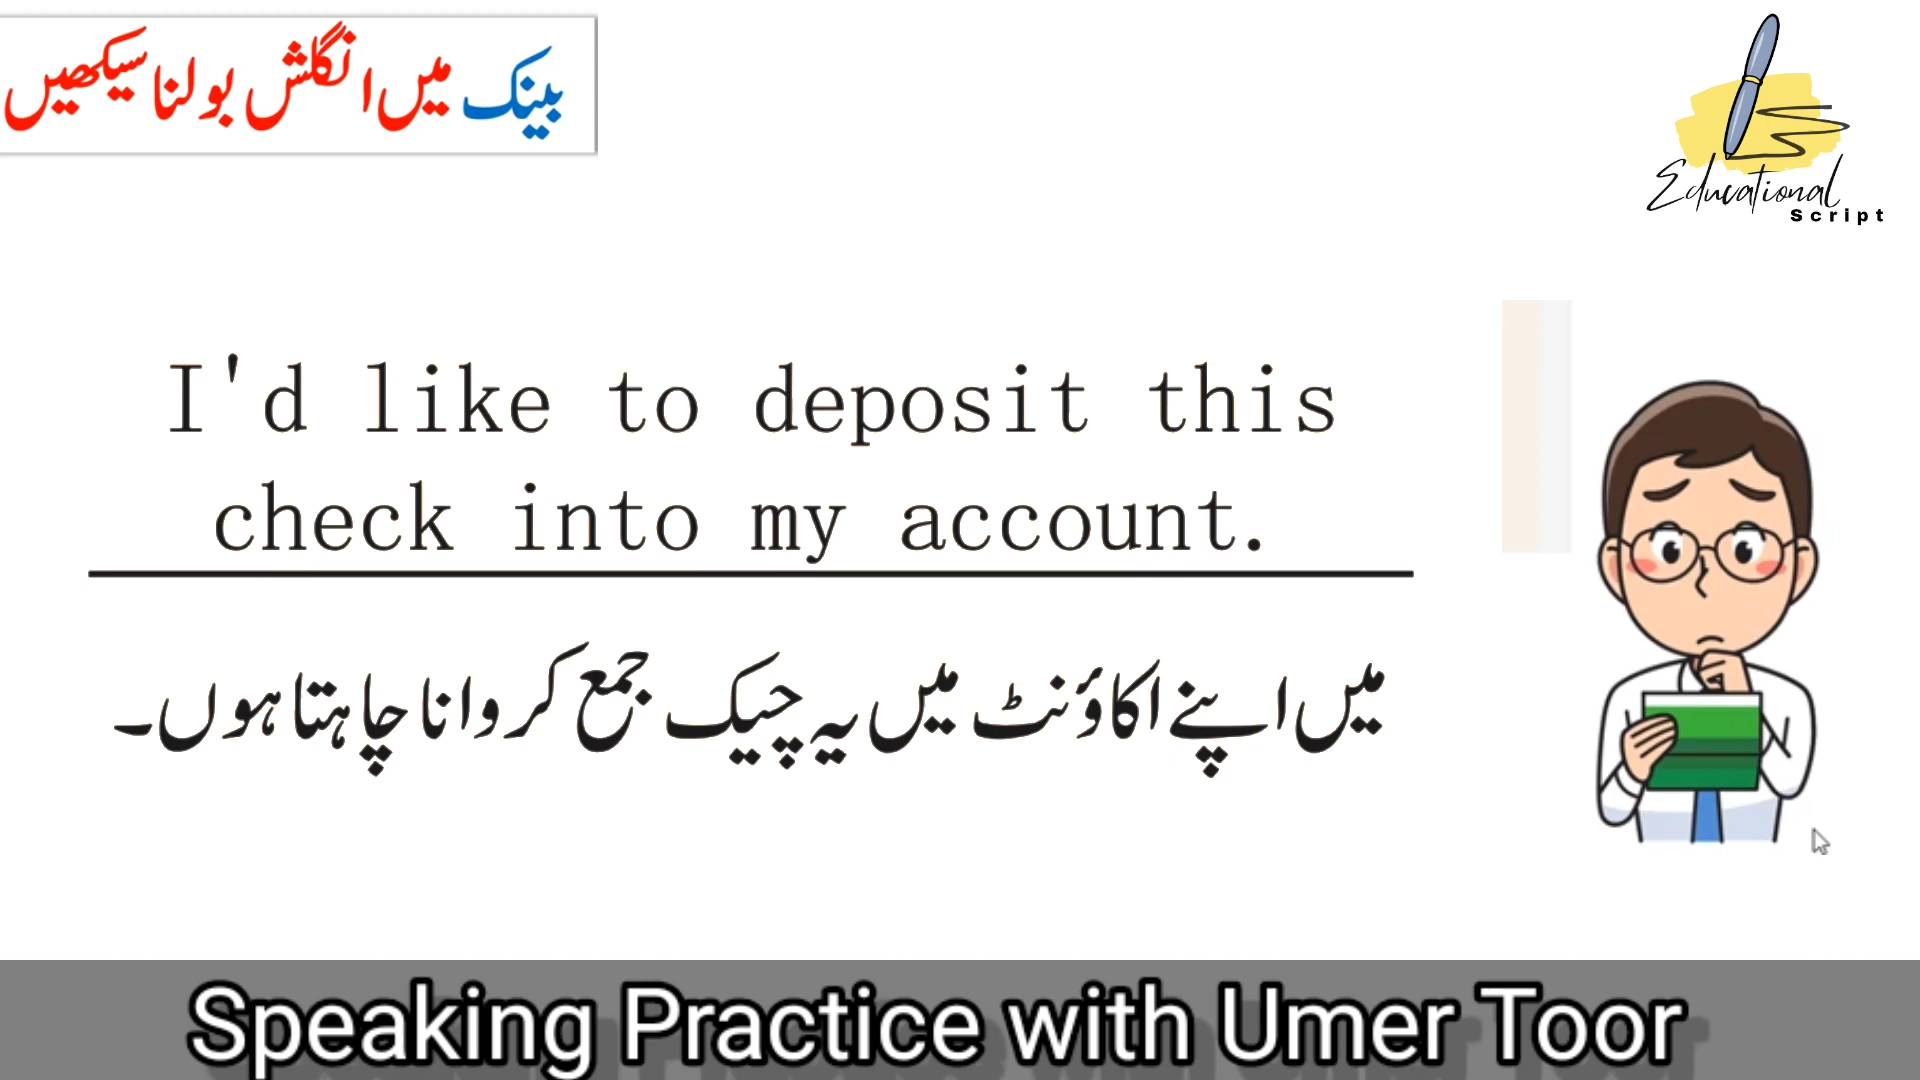 بینک میں انگلش بولنا سیکھیں
Educational
Script
I'd like to deposit this
check into my account.
میں اپنے اکاؤنٹ میں یہ چیک جمع کروانا چاہتا ہوں۔
Speaking Practice with Umer Toor